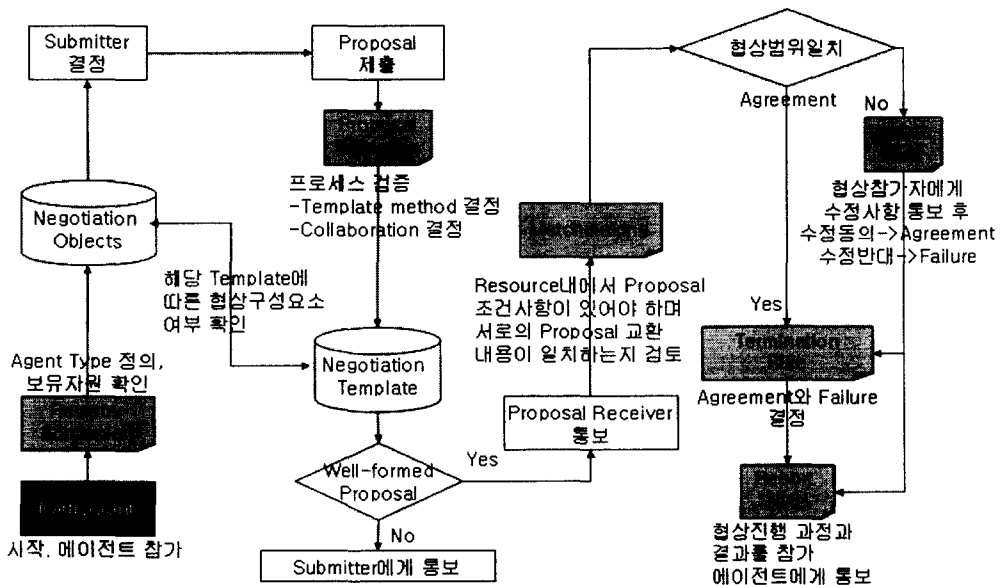 Submitter
결정
Proposal
제출
프로세스 검증
-Template method 결정
-Collaboration 결정
Negotiation
Objects
해당 Template에
따른 협상구성요소
여부 확인
Agent Type 정의,
보유자원 확인
시작, 에이전트 참가
Negotiation
Template
Well-formed
Proposal
Yes
No
Submitter에게 통보
Proposal Receiver
통보
Resource내에서 Proposal
조건사항이 있어야 하며
서로의 Proposal 교환
내용이 일치하는지 검토
협상범위일치
Agreement
No
협상참가자에게
수정사항 통보 후
수정동의->Agreement
수정반대->Failure
Yes
Termination
Agreement와 Failure
결정
협상진행 과정과
결과를 참가
에이전트에게 통보